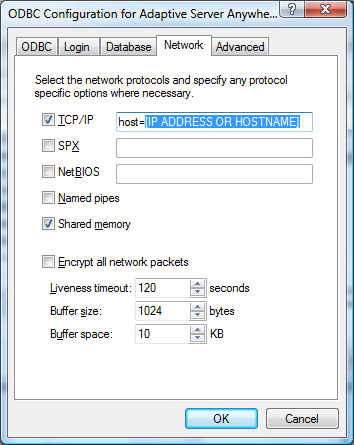 ODBC Configuration for Adaptive Server Anywhe...
ODBC Login Database Network Advanced
Select the network protocols and specify any protocol
specific options where necessary.
TCP/IP host=[IP ADDRESS OR HOSTNAME]
SPX
NetBIOS
Named pipes
Shared memory
Encrypt all network packets
Liveness timeout: 120 seconds
Buffer size: 1024 bytes
Buffer space: 10 KB
OK Cancel